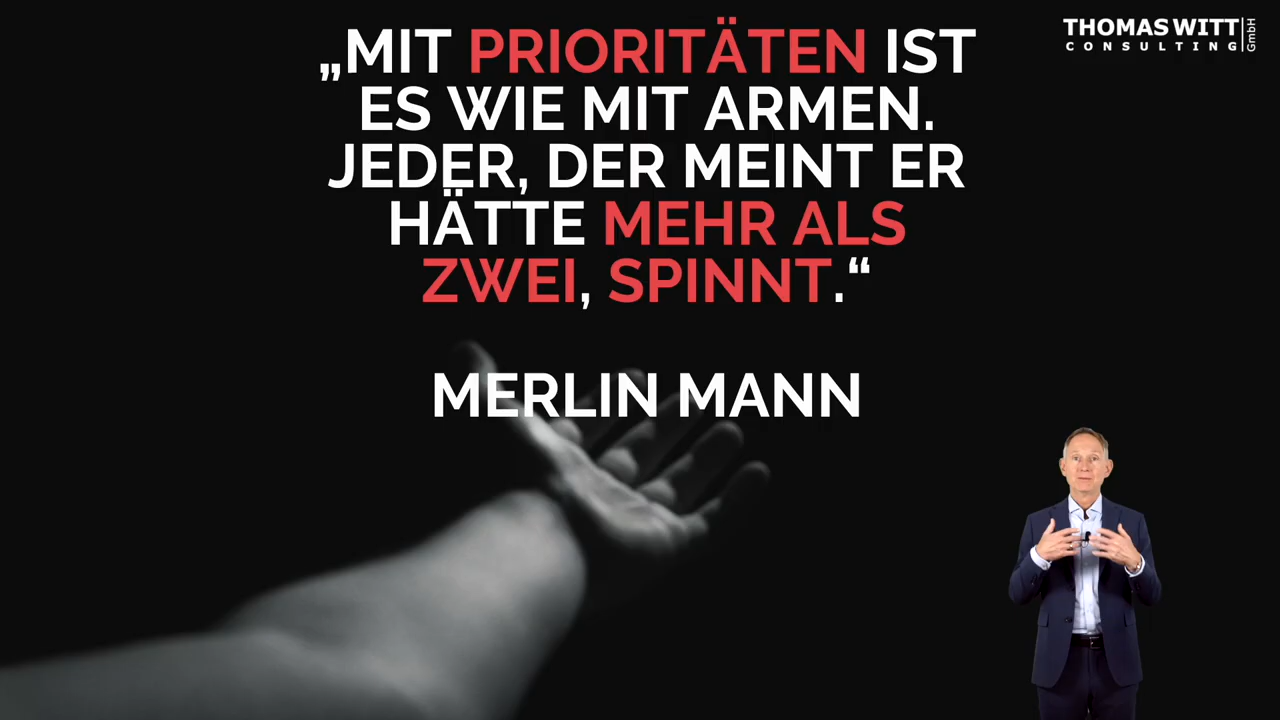 „MIT PRIORITÄTEN IST
ES WIE MIT ARMEN.
JEDER, DER MEINT ER
HÄTTE MEHR ALS
ZWEI, SPINNT.“
MERLIN MANN
THOMAS WITT
CONSULTING
GmbH